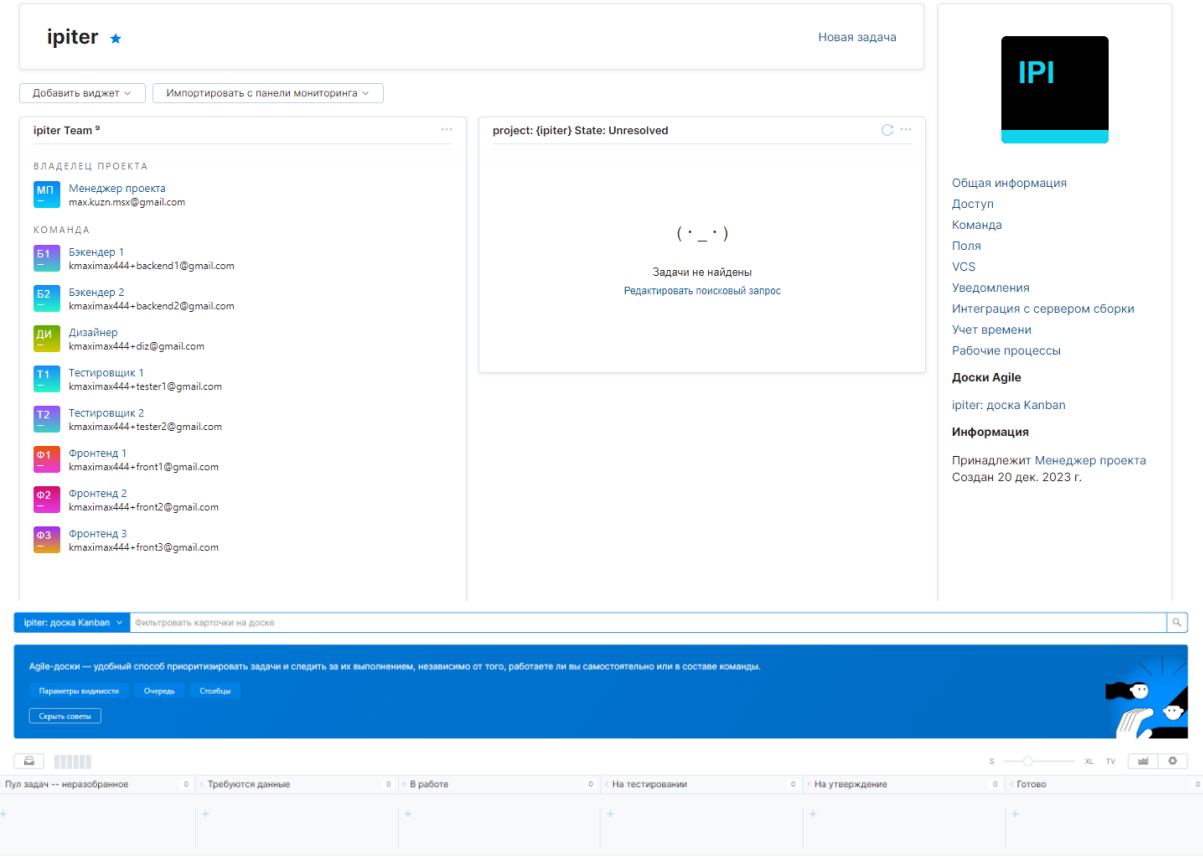 ipiter
Новая задача
Добавить виджет
Импортировать с панели мониторинга
ipiter Team 9
ВЛАДЕЛЕЦ ПРОЕКТА
МП
Менеджер проекта
max.kuzn.msx@gmail.com
КОМАНДА
Б1
Бэкендер 1
kmaximax444+backend1@gmail.com
Б2
Бэкендер 2
kmaximax444+backend2@gmail.com
ДИ
Дизайнер
kmaximax444+diz@gmail.com
Т1
Тестировщик 1
kmaximax444+tester1@gmail.com
Т2
Тестировщик 2
kmaximax444+tester2@gmail.com
Ф1
Фронтенд 1
kmaximax444+front1@gmail.com
Ф2
Фронтенд 2
kmaximax444+front2@gmail.com
Ф3
Фронтенд 3
kmaximax444+front3@gmail.com
project: {ipiter} State: Unresolved
(·_·)
Задачи не найдены
Редактировать поисковый запрос
IPI
Общая информация
Доступ
Команда
Поля
VCS
Уведомления
Интеграция с сервером сборки
Учет времени
Рабочие процессы
Доски Agile
ipiter: доска Kanban
Информация
Принадлежит Менеджер проекта
Создан 20 дек. 2023 г.
ipiter: доска Kanban
Фильтровать карточки на доске
Agile-доски — удобный способ приоритизировать задачи и следить за их выполнением, независимо от того, работаете ли вы самостоятельно или в составе команды.
Параметры видимости Очередь Столбцы
Скрыть советы
S XL TV
Пул задач -- неразобранное 0 Требуются данные 0 В работе 0 На тестировании 0 На утверждение 0 Готово 0
+ + + + + +